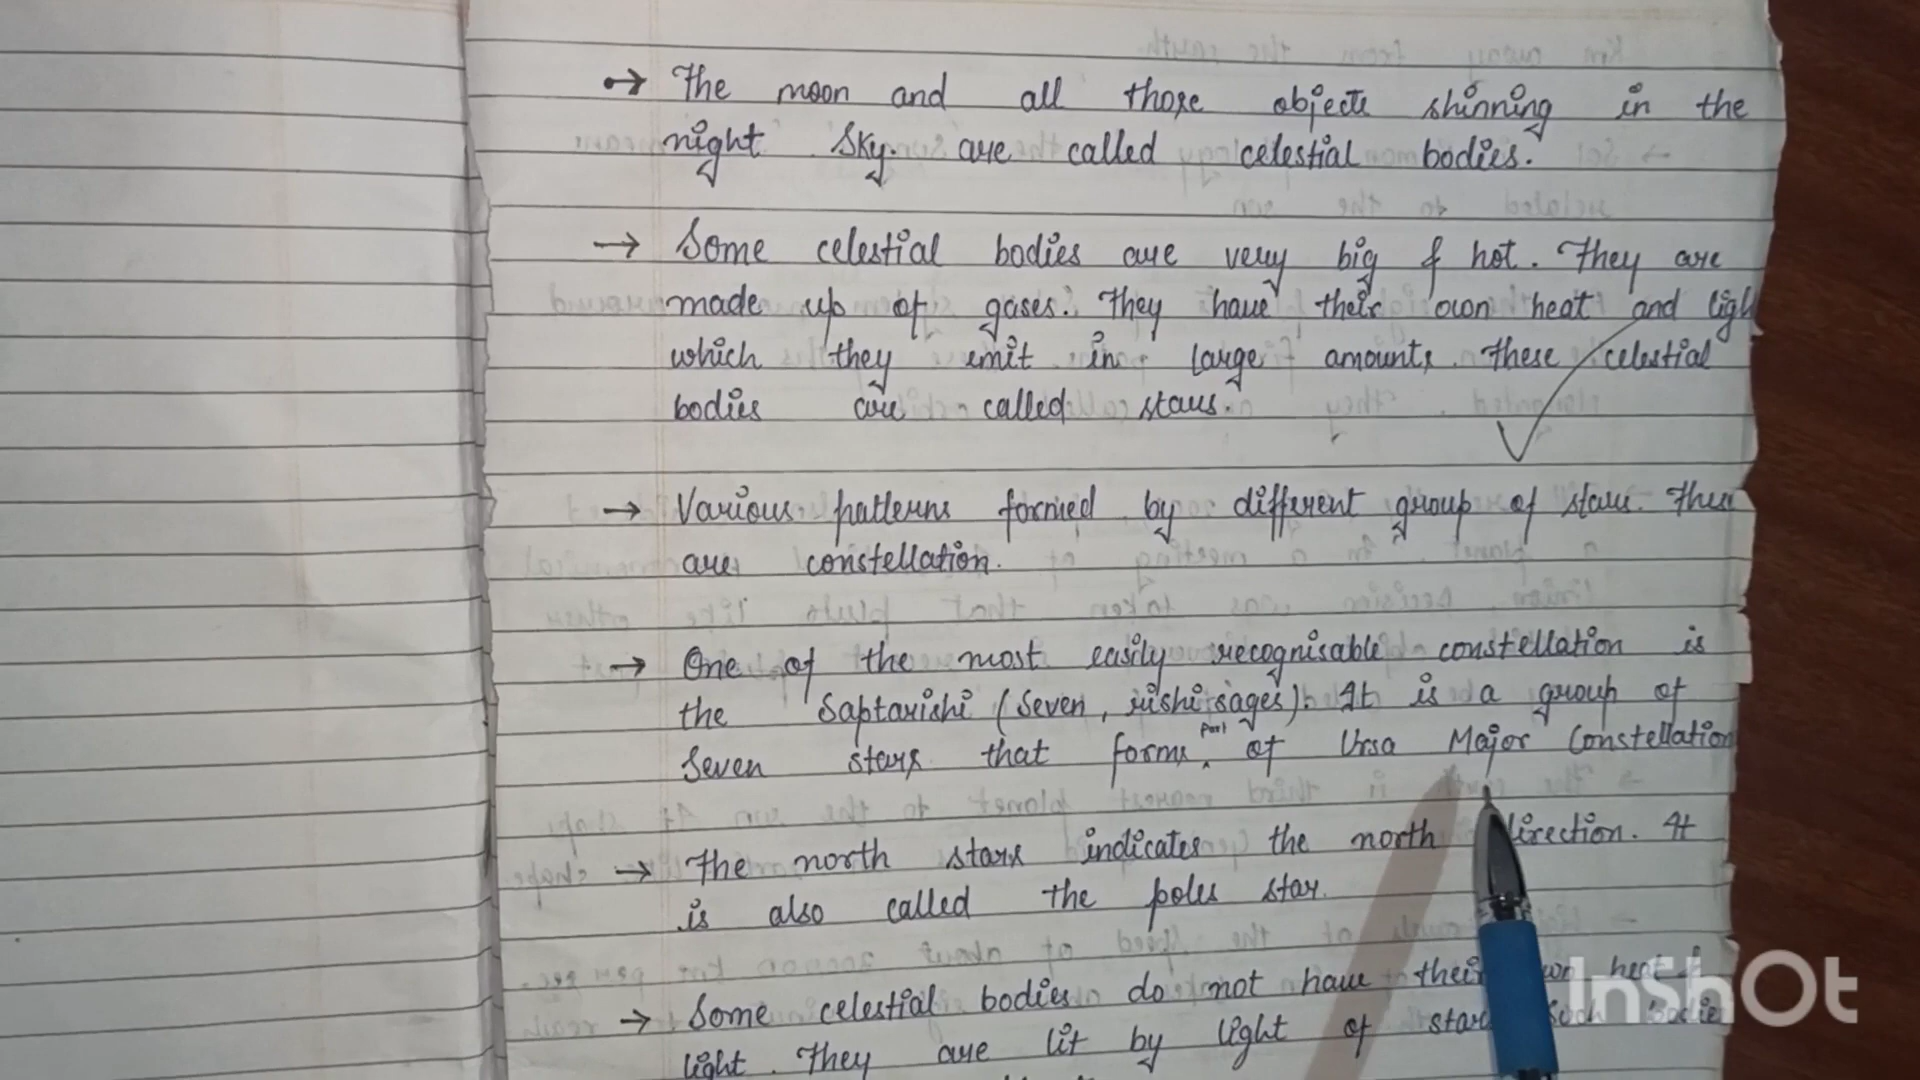 → The moon and all those objects shinning in the
night sky. are called celestial bodies.
→ Some celestial bodies are very big & hot. They are
made up of gases. They have their own heat and ligh
which they emit in large amounts. These celestial
bodies are called stars.
→ Various patterns formed by different group of stars. These
are constellation.
→ One of the most easily recognisable constellation is
the Saptarishi (Seven, rishi sages). It is a group of
Part
Seven stars that forms of Ursa Major Constellation
→ The north stars indicates the north direction. It
is also called the poles star.
→ Some celestial bodies do not have their own heat &
light. They are lit by light of stars Such bodies
InShOt